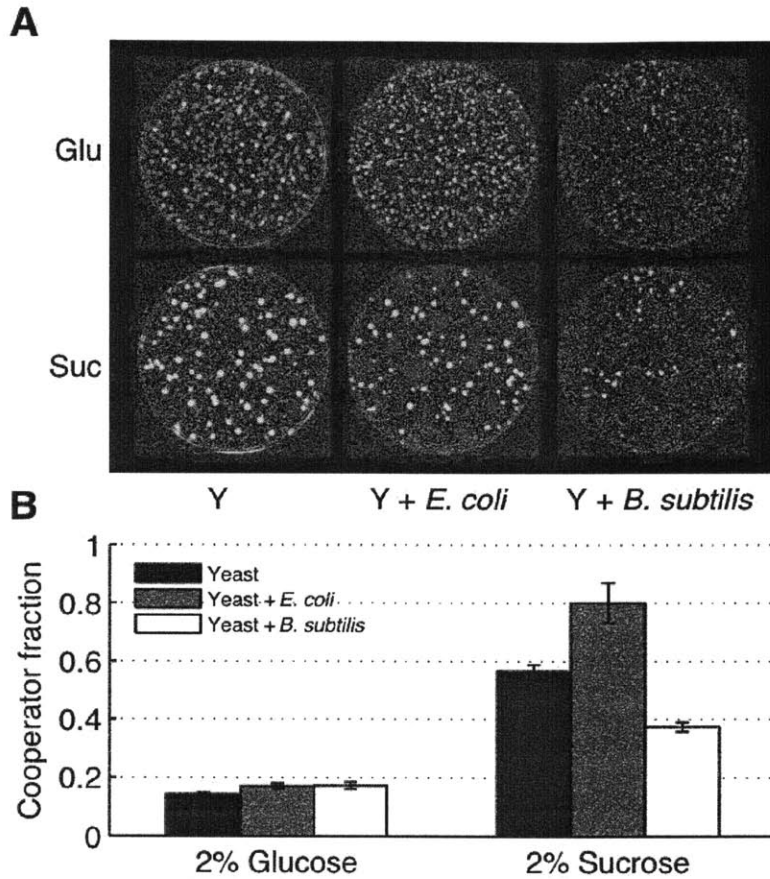 A
Glu
Suc
Y
Y + E. coli
Y + B. subtilis
B
Cooperator fraction
1
0.8
0.6
0.4
0.2
0
Yeast
Yeast + E. coli
Yeast + B. subtilis
2% Glucose
2% Sucrose